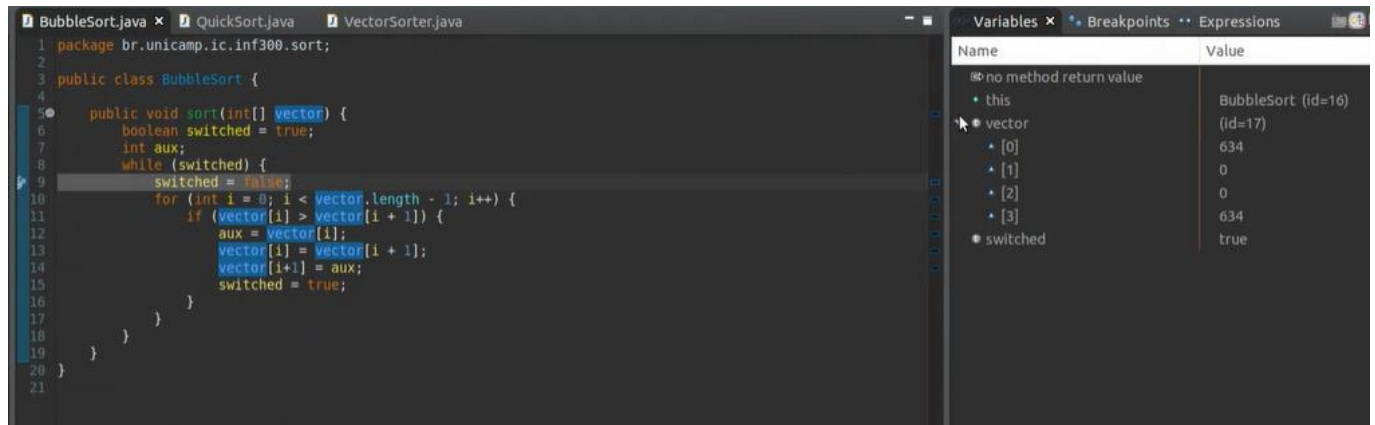 BubbleSort.java QuickSort.java VectorSorter.java
1 package br.unicamp.ic.inf300.sort;
2
3 public class BubbleSort {
4
5 public void sort(int[] vector) {
6 boolean switched = true;
7 int aux;
8 while (switched) {
9 switched = false;
10 for (int i = 0; i < vector.length - 1; i++) {
11 if (vector[i] > vector[i + 1]) {
12 aux = vector[i];
13 vector[i] = vector[i + 1];
14 vector[i+1] = aux;
15 switched = true;
16 }
17 }
18 }
19 }
20 }
21
Variables Breakpoints Expressions
Name Value
no method return value
this BubbleSort (id=16)
vector (id=17)
[0] 634
[1] 0
[2] 0
[3] 634
switched true